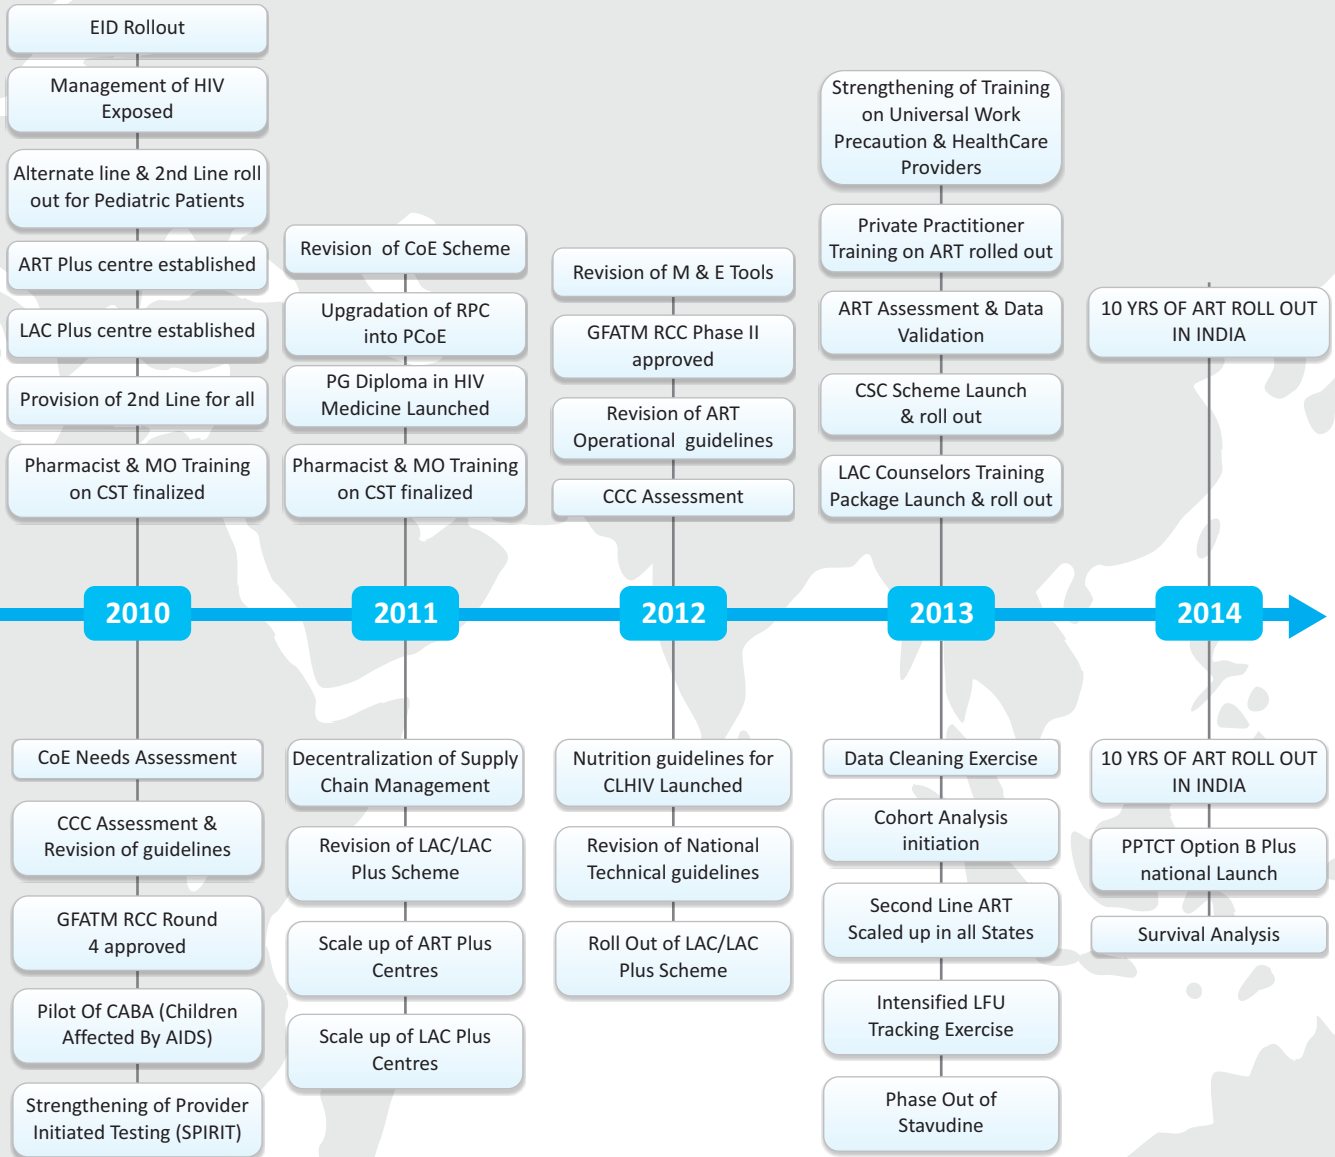 EID Rollout
Management of HIV
Exposed
Alternate line & 2nd Line roll
out for Pediatric Patients
ART Plus centre established
LAC Plus centre established
Provision of 2nd Line for all
Pharmacist & MO Training
on CST finalized
Revision of CoE Scheme
Upgradation of RPC
into PCoE
PG Diploma in HIV
Medicine Launched
Pharmacist & MO Training
on CST finalized
Revision of M & E Tools
GFATM RCC Phase II
approved
Revision of ART
Operational guidelines
CCC Assessment
Strengthening of Training
on Universal Work
Precaution & HealthCare
Providers
Private Practitioner
Training on ART rolled out
ART Assessment & Data
Validation
CSC Scheme Launch
& roll out
LAC Counselors Training
Package Launch & roll out
10 YRS OF ART ROLL OUT
IN INDIA
2010
2011
2012
2013
2014
CoE Needs Assessment
CCC Assessment &
Revision of guidelines
GFATM RCC Round
4 approved
Pilot Of CABA (Children
Affected By AIDS)
Strengthening of Provider
Initiated Testing (SPIRIT)
Decentralization of Supply
Chain Management
Revision of LAC/LAC
Plus Scheme
Scale up of ART Plus
Centres
Scale up of LAC Plus
Centres
Nutrition guidelines for
CLHIV Launched
Revision of National
Technical guidelines
Roll Out of LAC/LAC
Plus Scheme
Data Cleaning Exercise
Cohort Analysis
initiation
Second Line ART
Scaled up in all States
Intensified LFU
Tracking Exercise
Phase Out of
Stavudine
10 YRS OF ART ROLL OUT
IN INDIA
PPTCT Option B Plus
national Launch
Survival Analysis